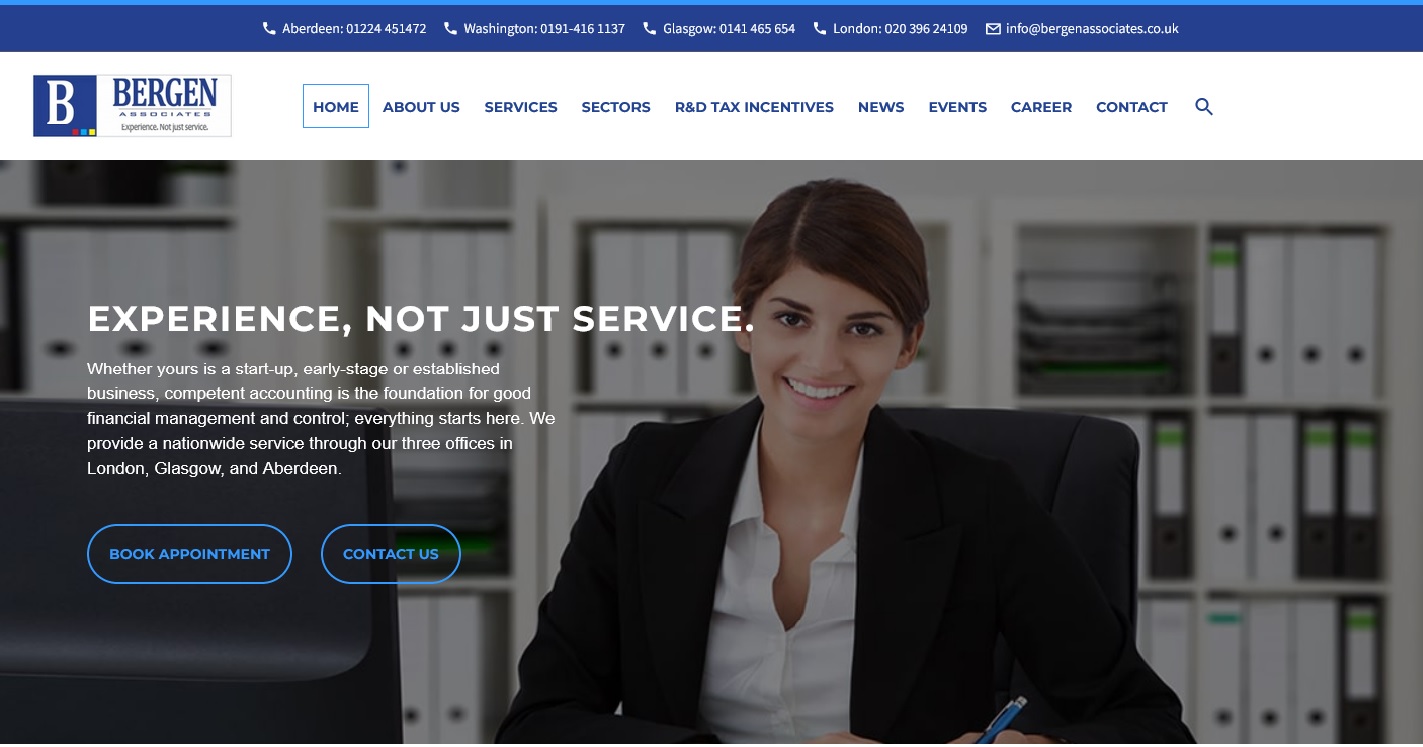 Aberdeen: 01224 451472 Washington: 0191-416 1137 Glasgow: 0141 465 654 London: 020 396 24109 info@bergenassociates.co.uk
B BERGEN
ASSOCIATES
Experience. Not just service.
HOME ABOUT US SERVICES SECTORS R&D TAX INCENTIVES NEWS EVENTS CAREER CONTACT
EXPERIENCE, NOT JUST SERVICE.
Whether yours is a start-up, early-stage or established
business, competent accounting is the foundation for good
financial management and control; everything starts here. We
provide a nationwide service through our three offices in
London, Glasgow, and Aberdeen.
BOOK APPOINTMENT CONTACT US